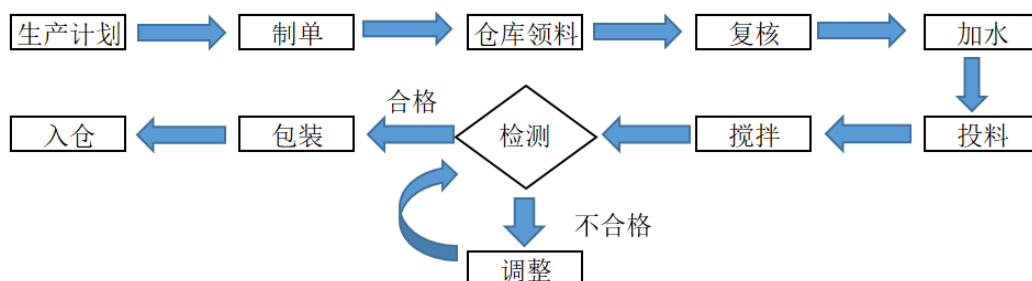 生产计划
制单
仓库领料
复核
加水
投料
搅拌
检测
合格
包装
入仓
不合格
调整